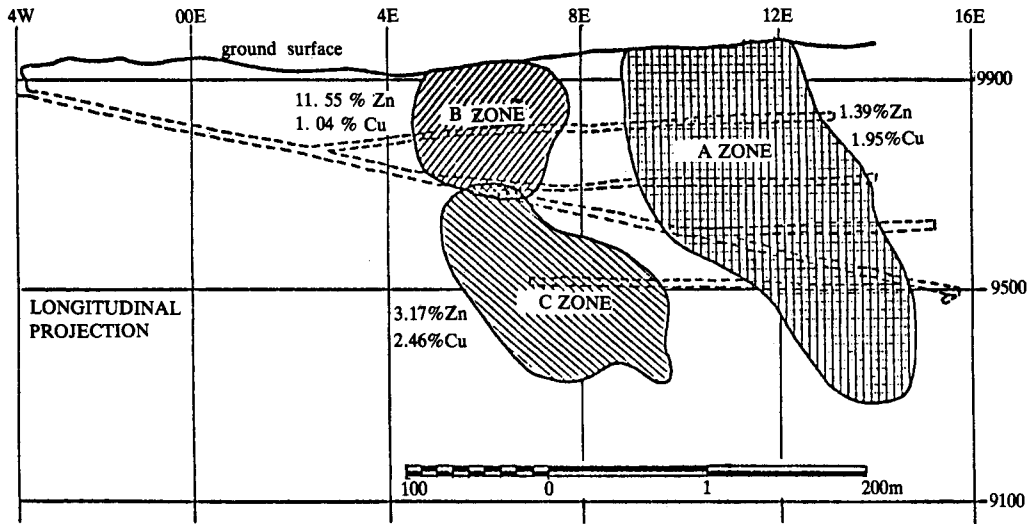 4W 00E 4E 8E 12E 16E
ground surface
9900
11.55 % Zn
1.04 % Cu
B ZONE
1.39%Zn
1.95%Cu
A ZONE
9500
LONGITUDINAL
PROJECTION
C ZONE
3.17%Zn
2.46%Cu
100 0 1 200m
9100